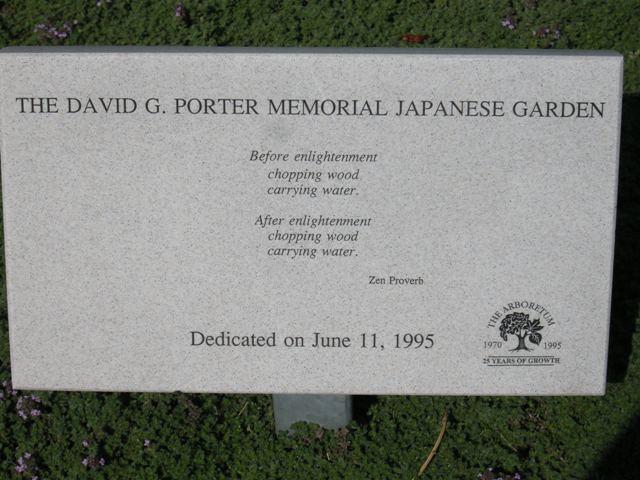 THE DAVID G. PORTER MEMORIAL JAPANESE GARDEN
Before enlightenment
chopping wood
carrying water.
After enlightenment
chopping wood
carrying water.
Zen Proverb
Dedicated on June 11, 1995
THE ARBORETUM
1970 1995
25 YEARS OF GROWTH